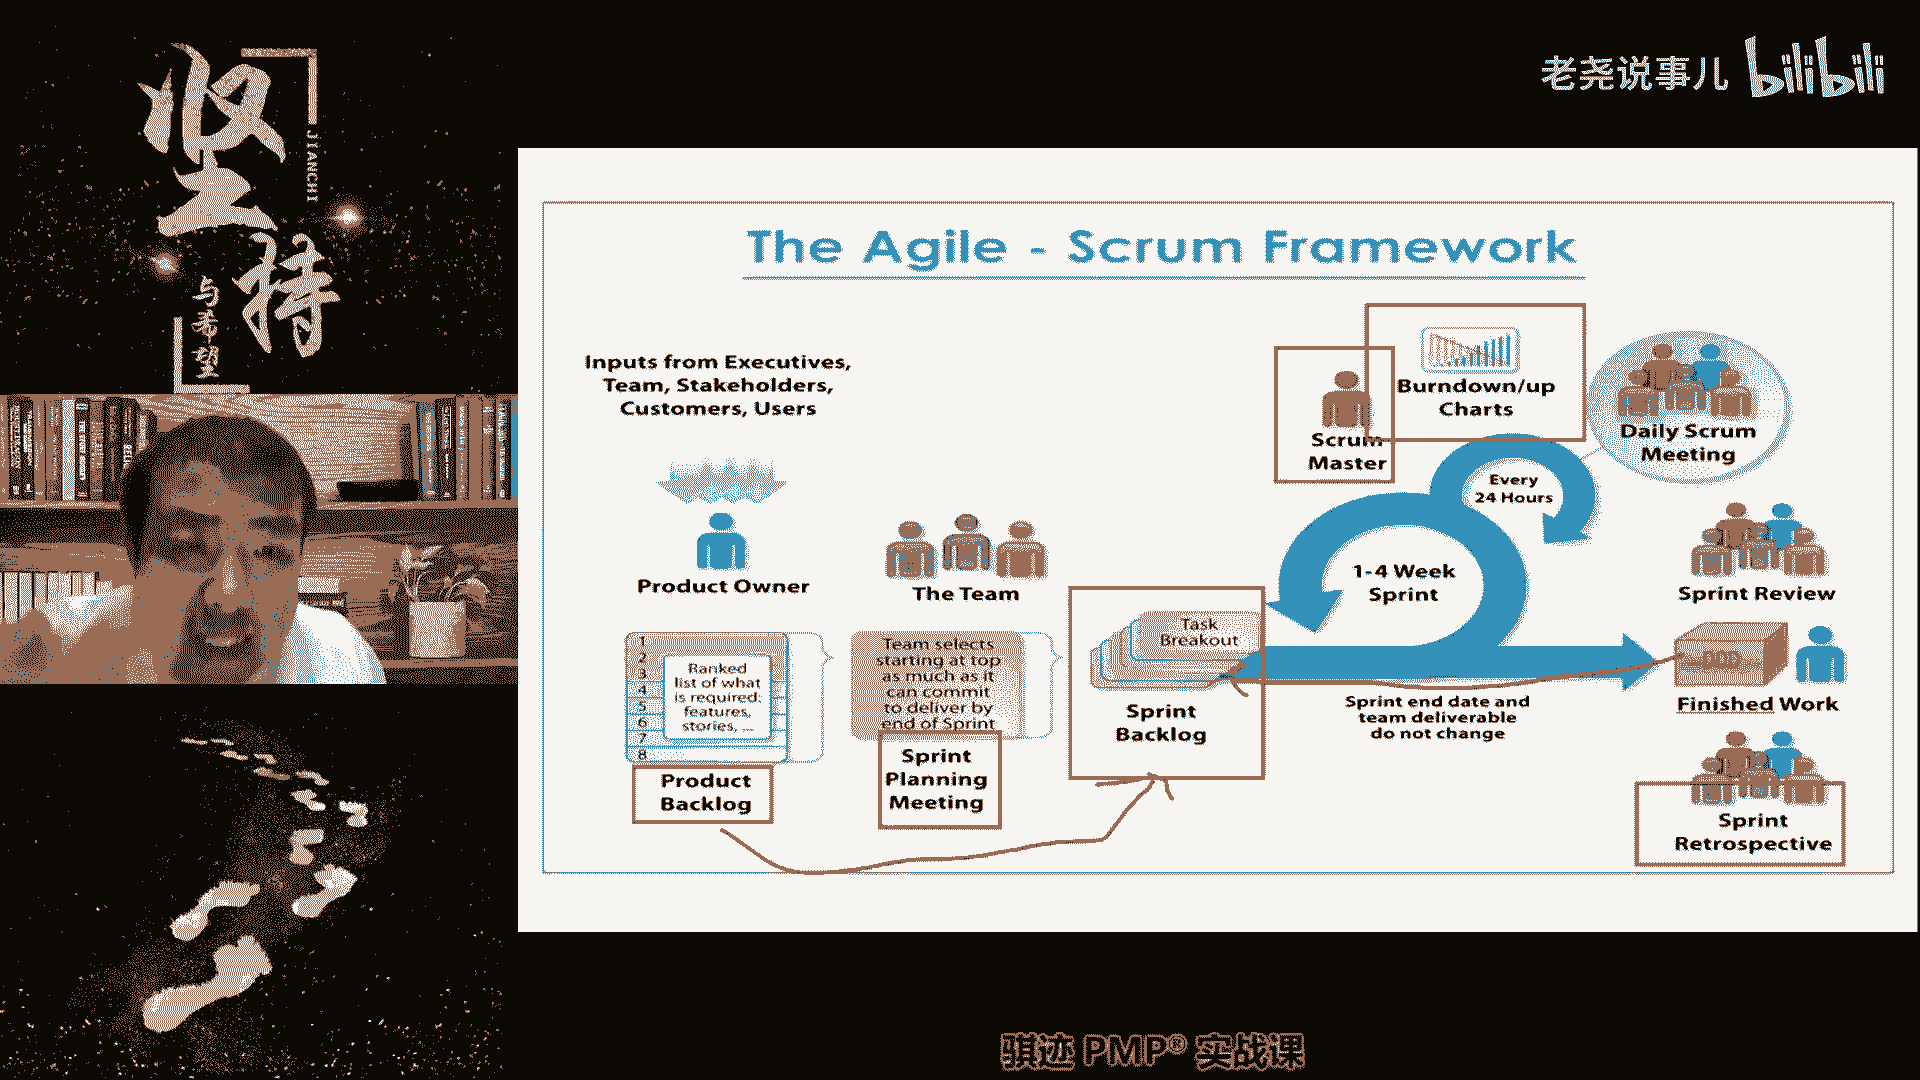 坚持
JIANCHI
与希望
老尧说事儿 bilibili
The Agile - Scrum Framework
Inputs from Executives,
Team, Stakeholders,
Customers, Users
Product Owner
The Team
1
2
3
4
5
6
7
8
Ranked
list of what
is required:
features,
stories, ...
Product
Backlog
Team selects
starting at top
as much as it
can commit
to deliver by
end of Sprint
Sprint
Planning
Meeting
Task
Breakout
Sprint
Backlog
Scrum
Master
Burndown/up
Charts
Every
24 Hours
1-4 Week
Sprint
Sprint end date and
team deliverable
do not change
Daily Scrum
Meeting
Sprint Review
Finished Work
Sprint
Retrospective
骐迹 PMP® 实战课